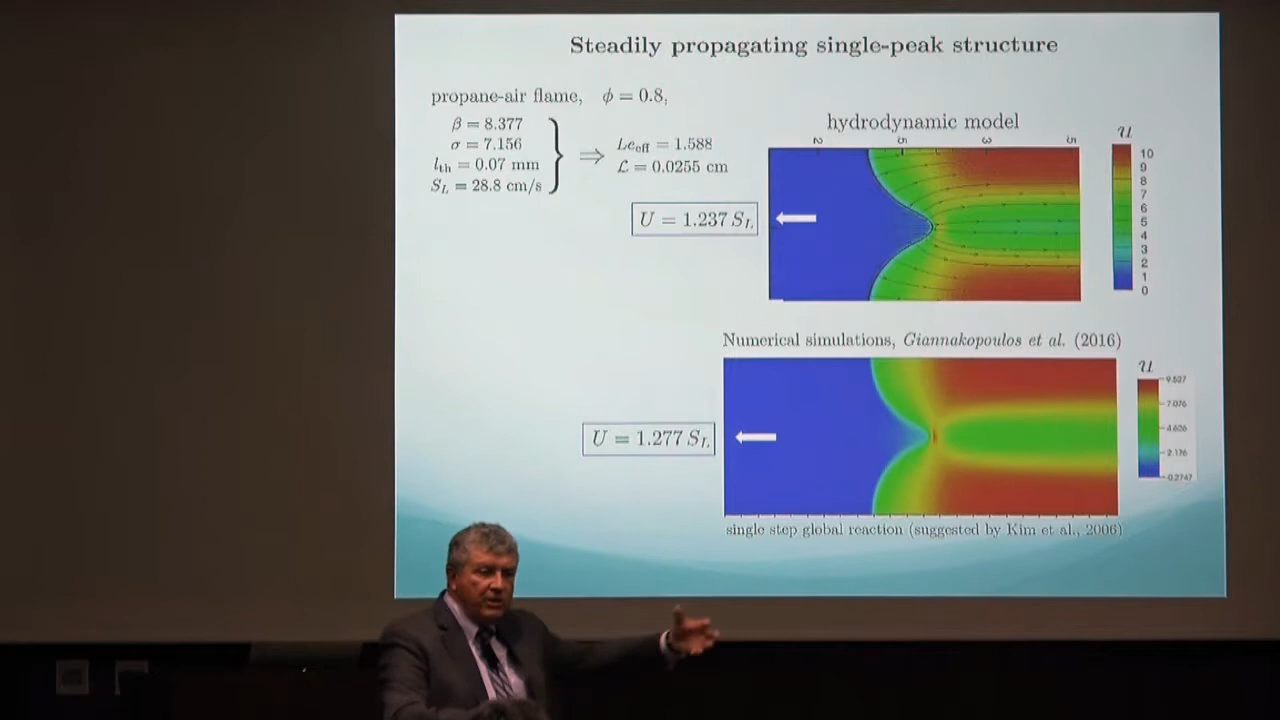 Steadily propagating single-peak structure
propane-air flame, ϕ = 0.8,
β = 8.377
σ = 7.156
l_th = 0.07 mm
S_L = 28.8 cm/s
⇒
Le_eff = 1.588
ℒ = 0.0255 cm
hydrodynamic model
U = 1.237 S_L
u
10
9
8
7
6
5
4
3
2
1
0
Numerical simulations, Giannakopoulos et al. (2016)
U = 1.277 S_L
u
9.527
7.076
4.626
2.176
-0.2747
single step global reaction (suggested by Kim et al., 2006)